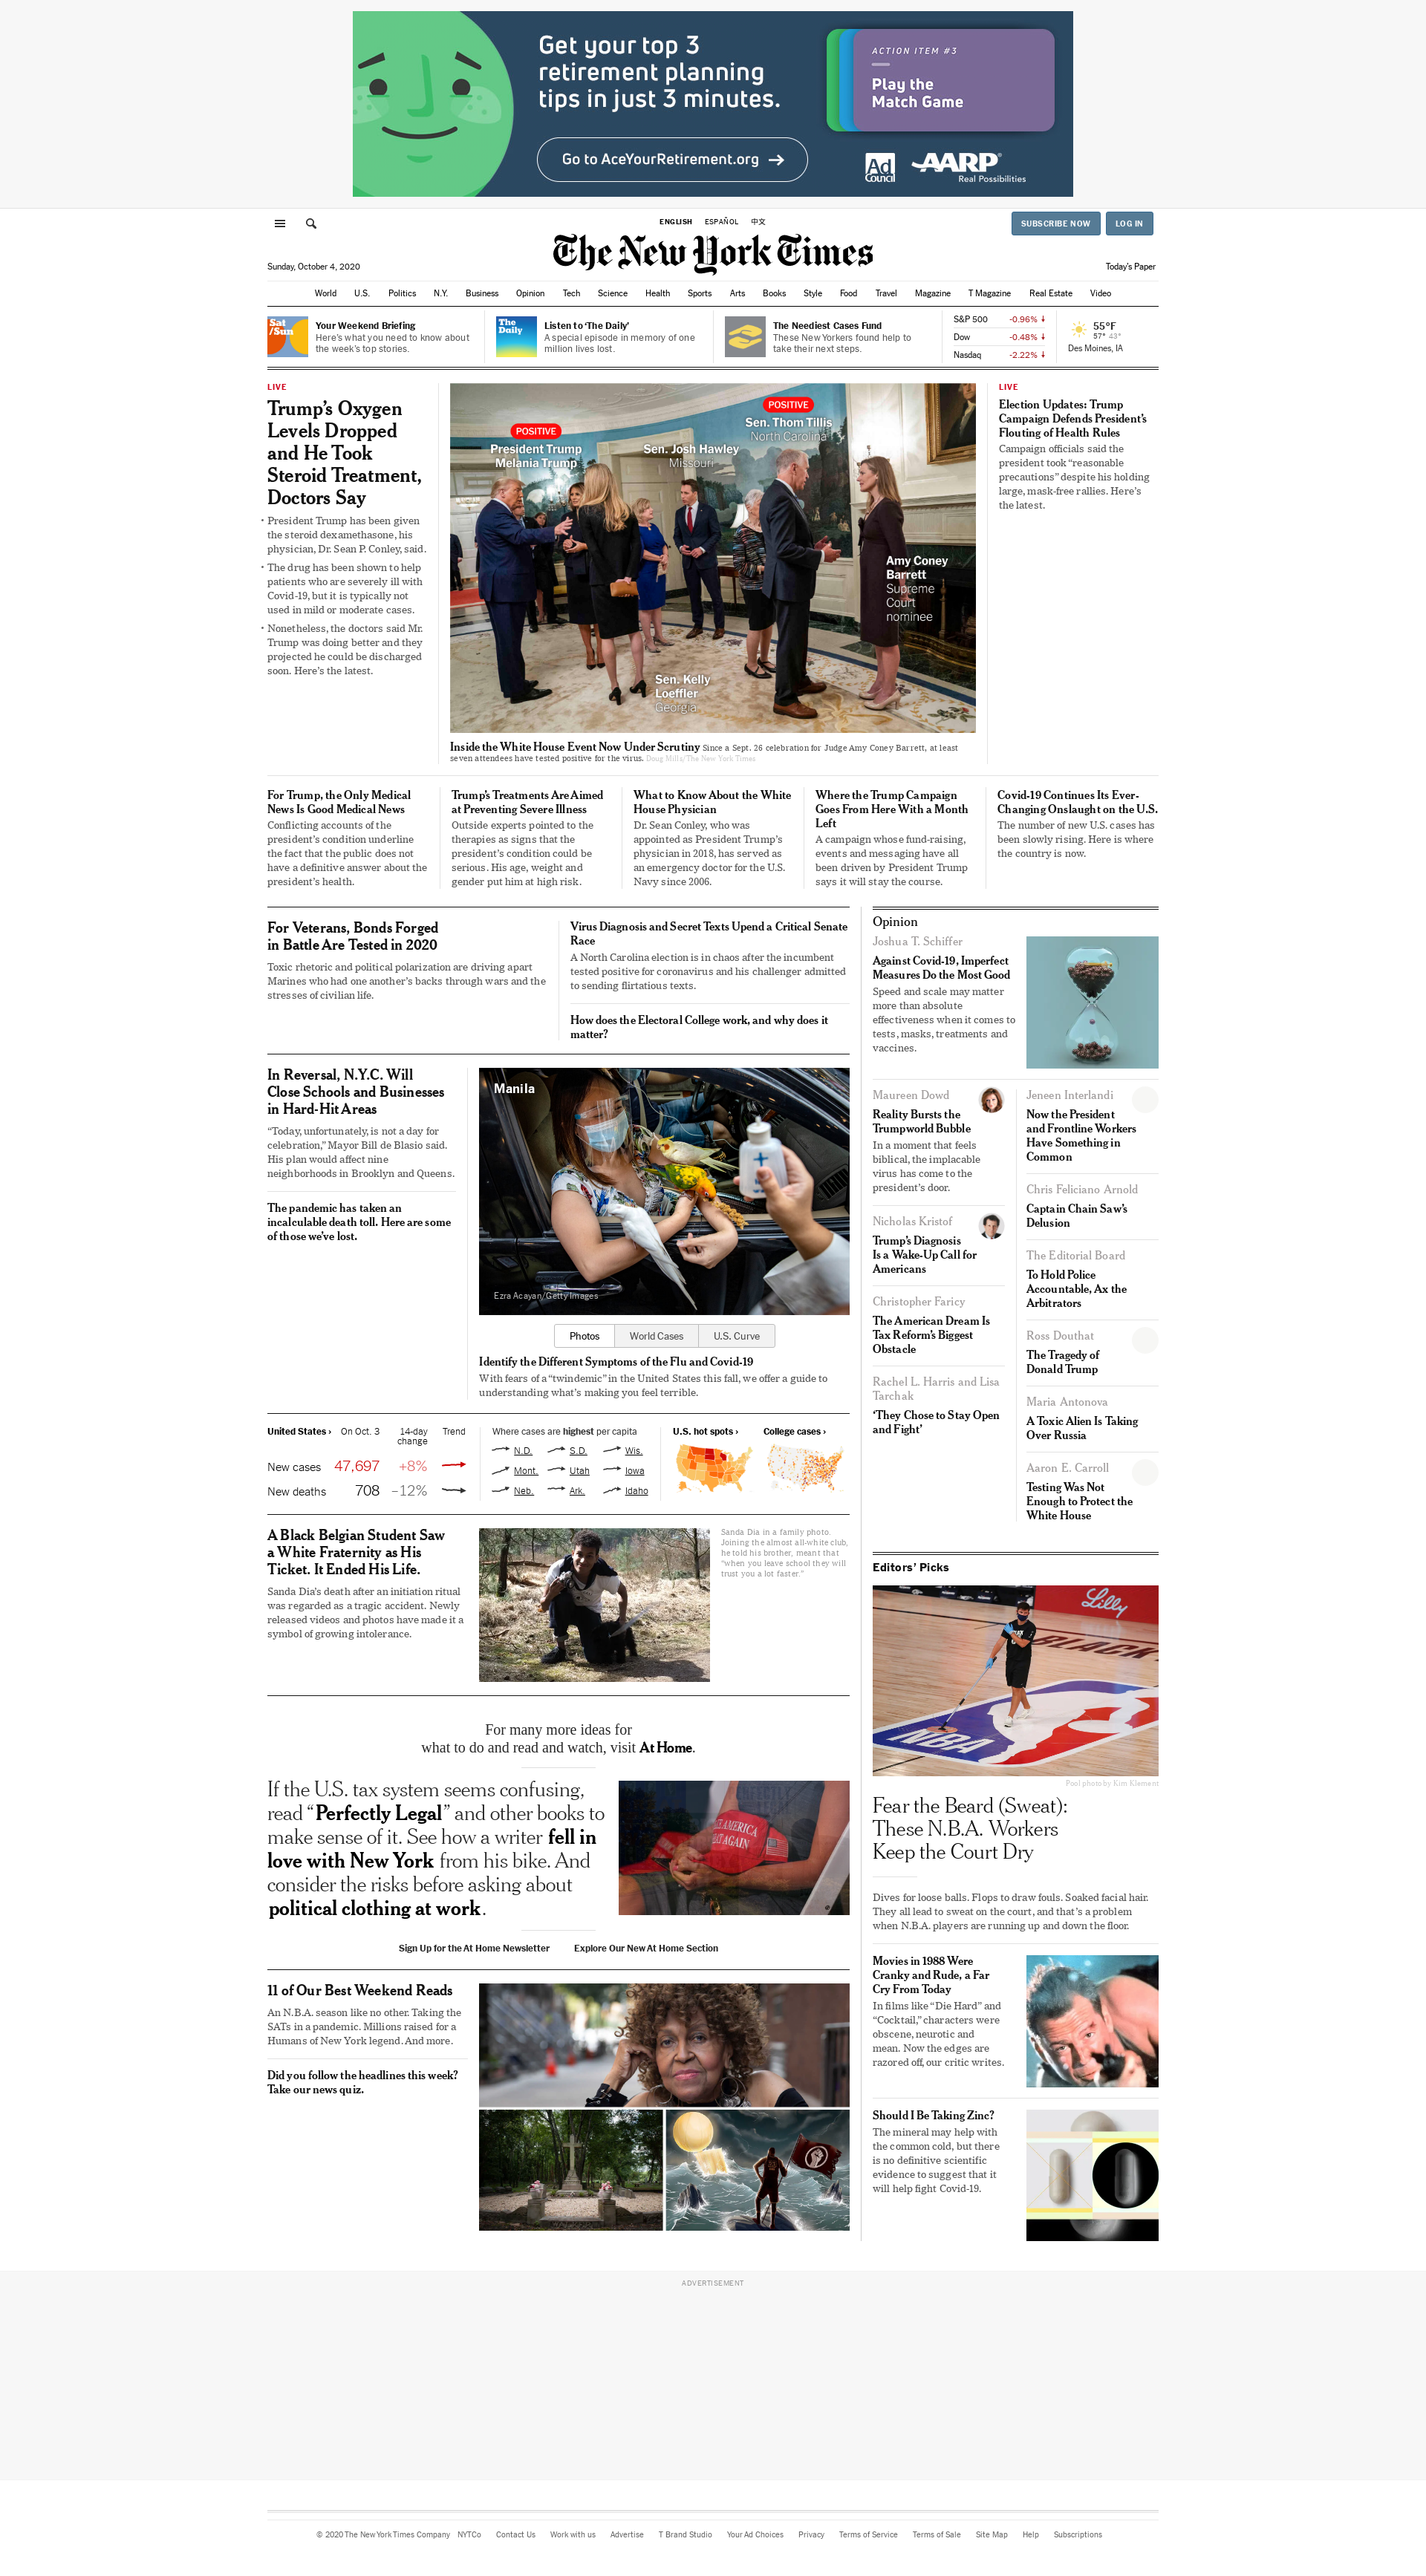 Get your top 3
retirement planning
tips in just 3 minutes.
Go to AceYourRetirement.org →
ACTION ITEM #3
Play the
Match Game
Ad
Council
AARP®
Real Possibilities
ENGLISH ESPAÑOL 中文
SUBSCRIBE NOW LOG IN
The New York Times
Sunday, October 4, 2020
Today's Paper
World U.S. Politics N.Y. Business Opinion Tech Science Health Sports Arts Books Style Food Travel Magazine T Magazine Real Estate Video
Sat
/Sun
Your Weekend Briefing
Here's what you need to know about
the week's top stories.
The
Daily
Listen to 'The Daily'
A special episode in memory of one
million lives lost.
The Neediest Cases Fund
These New Yorkers found help to
take their next steps.
S&P 500 -0.96% ↓
Dow -0.48% ↓
Nasdaq -2.22% ↓
55°F
57° 43°
Des Moines, IA
LIVE
Trump's Oxygen
Levels Dropped
and He Took
Steroid Treatment,
Doctors Say
• President Trump has been given
the steroid dexamethasone, his
physician, Dr. Sean P. Conley, said.
• The drug has been shown to help
patients who are severely ill with
Covid-19, but it is typically not
used in mild or moderate cases.
• Nonetheless, the doctors said Mr.
Trump was doing better and they
projected he could be discharged
soon. Here's the latest.
POSITIVE
President Trump
Melania Trump
Sen. Josh Hawley
Missouri
POSITIVE
Sen. Thom Tillis
North Carolina
Amy Coney
Barrett
Supreme
Court
nominee
Sen. Kelly
Loeffler
Georgia
Inside the White House Event Now Under Scrutiny Since a Sept. 26 celebration for Judge Amy Coney Barrett, at least
seven attendees have tested positive for the virus. Doug Mills/The New York Times
LIVE
Election Updates: Trump
Campaign Defends President's
Flouting of Health Rules
Campaign officials said the
president took "reasonable
precautions" despite his holding
large, mask-free rallies. Here's
the latest.
For Trump, the Only Medical
News Is Good Medical News
Conflicting accounts of the
president's condition underline
the fact that the public does not
have a definitive answer about the
president's health.
Trump's Treatments Are Aimed
at Preventing Severe Illness
Outside experts pointed to the
therapies as signs that the
president's condition could be
serious. His age, weight and
gender put him at high risk.
What to Know About the White
House Physician
Dr. Sean Conley, who was
appointed as President Trump's
physician in 2018, has served as
an emergency doctor for the U.S.
Navy since 2006.
Where the Trump Campaign
Goes From Here With a Month
Left
A campaign whose fund-raising,
events and messaging have all
been driven by President Trump
says it will stay the course.
Covid-19 Continues Its Ever-
Changing Onslaught on the U.S.
The number of new U.S. cases has
been slowly rising. Here is where
the country is now.
For Veterans, Bonds Forged
in Battle Are Tested in 2020
Toxic rhetoric and political polarization are driving apart
Marines who had one another's backs through wars and the
stresses of civilian life.
Virus Diagnosis and Secret Texts Upend a Critical Senate
Race
A North Carolina election is in chaos after the incumbent
tested positive for coronavirus and his challenger admitted
to sending flirtatious texts.
How does the Electoral College work, and why does it
matter?
In Reversal, N.Y.C. Will
Close Schools and Businesses
in Hard-Hit Areas
"Today, unfortunately, is not a day for
celebration," Mayor Bill de Blasio said.
His plan would affect nine
neighborhoods in Brooklyn and Queens.
The pandemic has taken an
incalculable death toll. Here are some
of those we've lost.
Manila
Ezra Acayan/Getty Images
Photos World Cases U.S. Curve
Identify the Different Symptoms of the Flu and Covid-19
With fears of a "twindemic" in the United States this fall, we offer a guide to
understanding what's making you feel terrible.
United States › On Oct. 3 14-day
change Trend
New cases 47,697 +8%
New deaths 708 –12%
Where cases are highest per capita
N.D. S.D. Wis.
Mont. Utah Iowa
Neb. Ark. Idaho
U.S. hot spots ›
College cases ›
A Black Belgian Student Saw
a White Fraternity as His
Ticket. It Ended His Life.
Sanda Dia's death after an initiation ritual
was regarded as a tragic accident. Newly
released videos and photos have made it a
symbol of growing intolerance.
Sanda Dia in a family photo.
Joining the almost all-white club,
he told his brother, meant that
"when you leave school they will
trust you a lot faster."
For many more ideas for
what to do and read and watch, visit At Home.
If the U.S. tax system seems confusing,
read "Perfectly Legal" and other books to
make sense of it. See how a writer fell in
love with New York from his bike. And
consider the risks before asking about
political clothing at work.
Sign Up for the At Home Newsletter Explore Our New At Home Section
11 of Our Best Weekend Reads
An N.B.A. season like no other. Taking the
SATs in a pandemic. Millions raised for a
Humans of New York legend. And more.
Did you follow the headlines this week?
Take our news quiz.
Opinion
Joshua T. Schiffer
Against Covid-19, Imperfect
Measures Do the Most Good
Speed and scale may matter
more than absolute
effectiveness when it comes to
tests, masks, treatments and
vaccines.
Maureen Dowd
Reality Bursts the
Trumpworld Bubble
In a moment that feels
biblical, the implacable
virus has come to the
president's door.
Nicholas Kristof
Trump's Diagnosis
Is a Wake-Up Call for
Americans
Christopher Faricy
The American Dream Is
Tax Reform's Biggest
Obstacle
Rachel L. Harris and Lisa
Tarchak
'They Chose to Stay Open
and Fight'
Jeneen Interlandi
Now the President
and Frontline Workers
Have Something in
Common
Chris Feliciano Arnold
Captain Chain Saw's
Delusion
The Editorial Board
To Hold Police
Accountable, Ax the
Arbitrators
Ross Douthat
The Tragedy of
Donald Trump
Maria Antonova
A Toxic Alien Is Taking
Over Russia
Aaron E. Carroll
Testing Was Not
Enough to Protect the
White House
Editors' Picks
Lilly
BLACK
NBA
Pool photo by Kim Klement
Fear the Beard (Sweat):
These N.B.A. Workers
Keep the Court Dry
Dives for loose balls. Flops to draw fouls. Soaked facial hair.
They all lead to sweat on the court, and that's a problem
when N.B.A. players are running up and down the floor.
Movies in 1988 Were
Cranky and Rude, a Far
Cry From Today
In films like "Die Hard" and
"Cocktail," characters were
obscene, neurotic and
mean. Now the edges are
razored off, our critic writes.
Should I Be Taking Zinc?
The mineral may help with
the common cold, but there
is no definitive scientific
evidence to suggest that it
will help fight Covid-19.
ADVERTISEMENT
© 2020 The New York Times Company NYTCo Contact Us Work with us Advertise T Brand Studio Your Ad Choices Privacy Terms of Service Terms of Sale Site Map Help Subscriptions